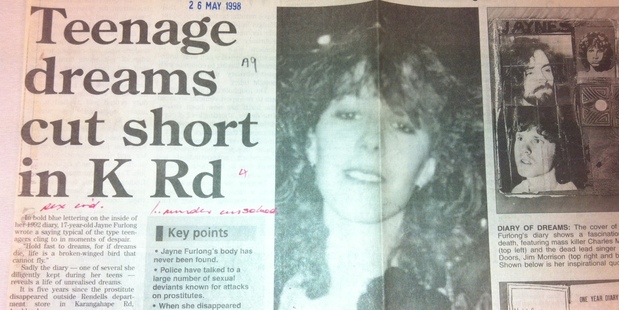 26 MAY 1998
Teenage
dreams
cut short
in K Rd
A9
4
sex ind.
murder unsolved
In bold blue lettering on the inside of
her 1992 diary, 17-year-old Jayne Furlong
wrote a saying typical of the type teen-
agers cling to in moments of despair.
"Hold fast to dreams, for if dreams
die, life is a broken-winged bird that
cannot fly."
Sadly the diary — one of several she
diligently kept during her teens —
reveals a life of unrealised dreams.
It is five years since the prostitute
disappeared outside Rendells depart-
ment store in Karangahape Rd,
Key points
• Jayne Furlong's body has
never been found.
• Police have talked to a
large number of sexual
deviants known for attacks
on prostitutes.
• When she disappeared
JAYNES
DIARY OF DREAMS: The cover of
Furlong's diary shows a fascination
death, featuring mass killer Charles M
(top left) and the dead lead singer
Doors, Jim Morrison (top right and b
Shown below is her inspirational qu
ONE YEAR DIARY